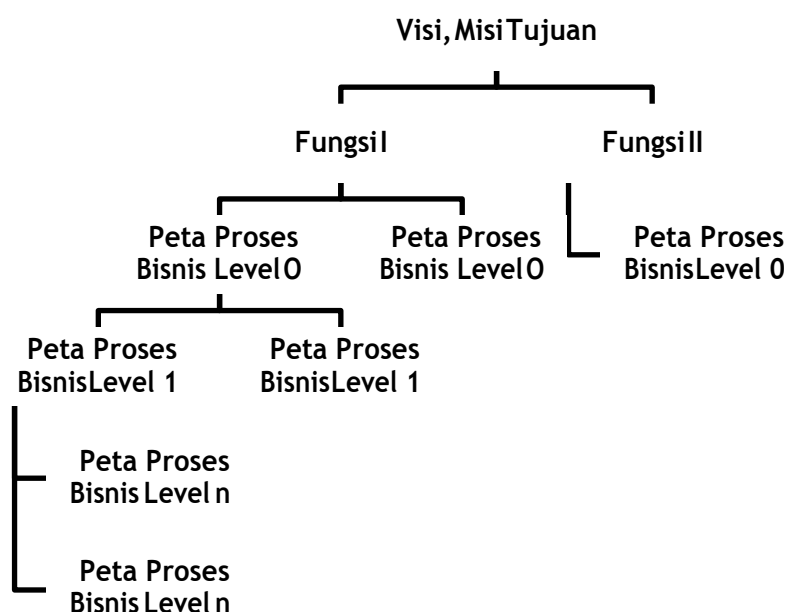 Visi, Misi Tujuan
Fungsi I
Fungsi II
Peta Proses
Bisnis Level 0
Peta Proses
Bisnis Level 0
Peta Proses
Bisnis Level 0
Peta Proses
Bisnis Level 1
Peta Proses
Bisnis Level 1
Peta Proses
Bisnis Level n
Peta Proses
Bisnis Level n